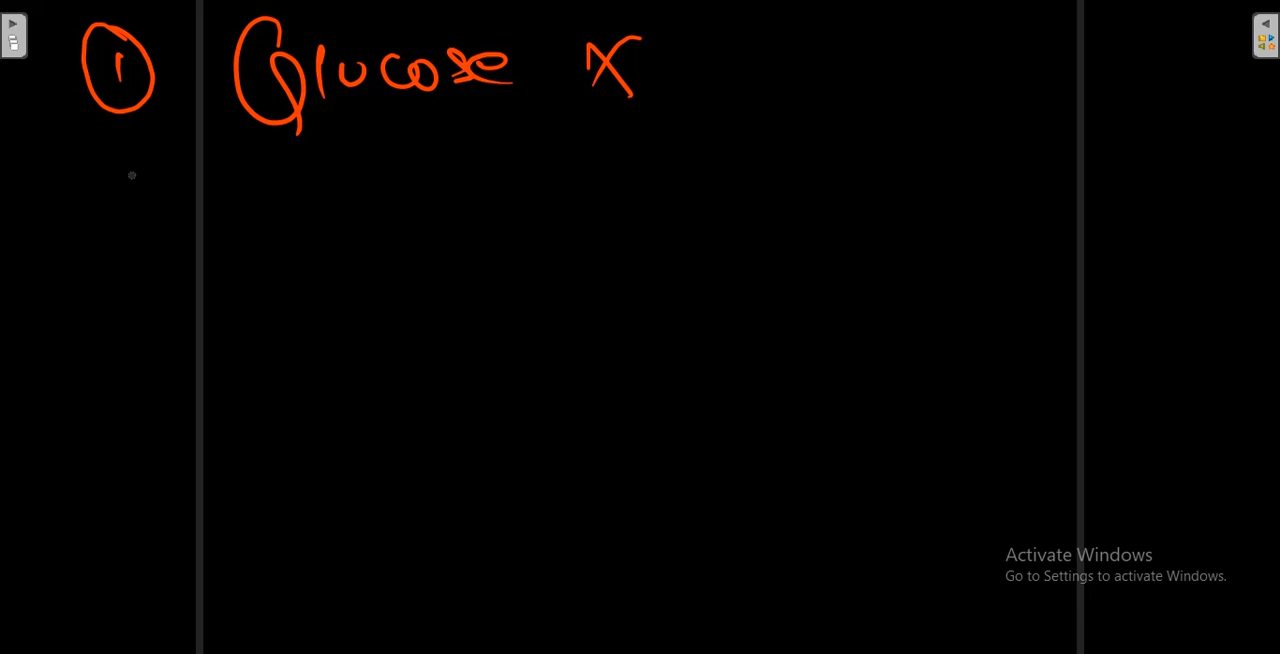 ① Glucose X
Activate Windows
Go to Settings to activate Windows.